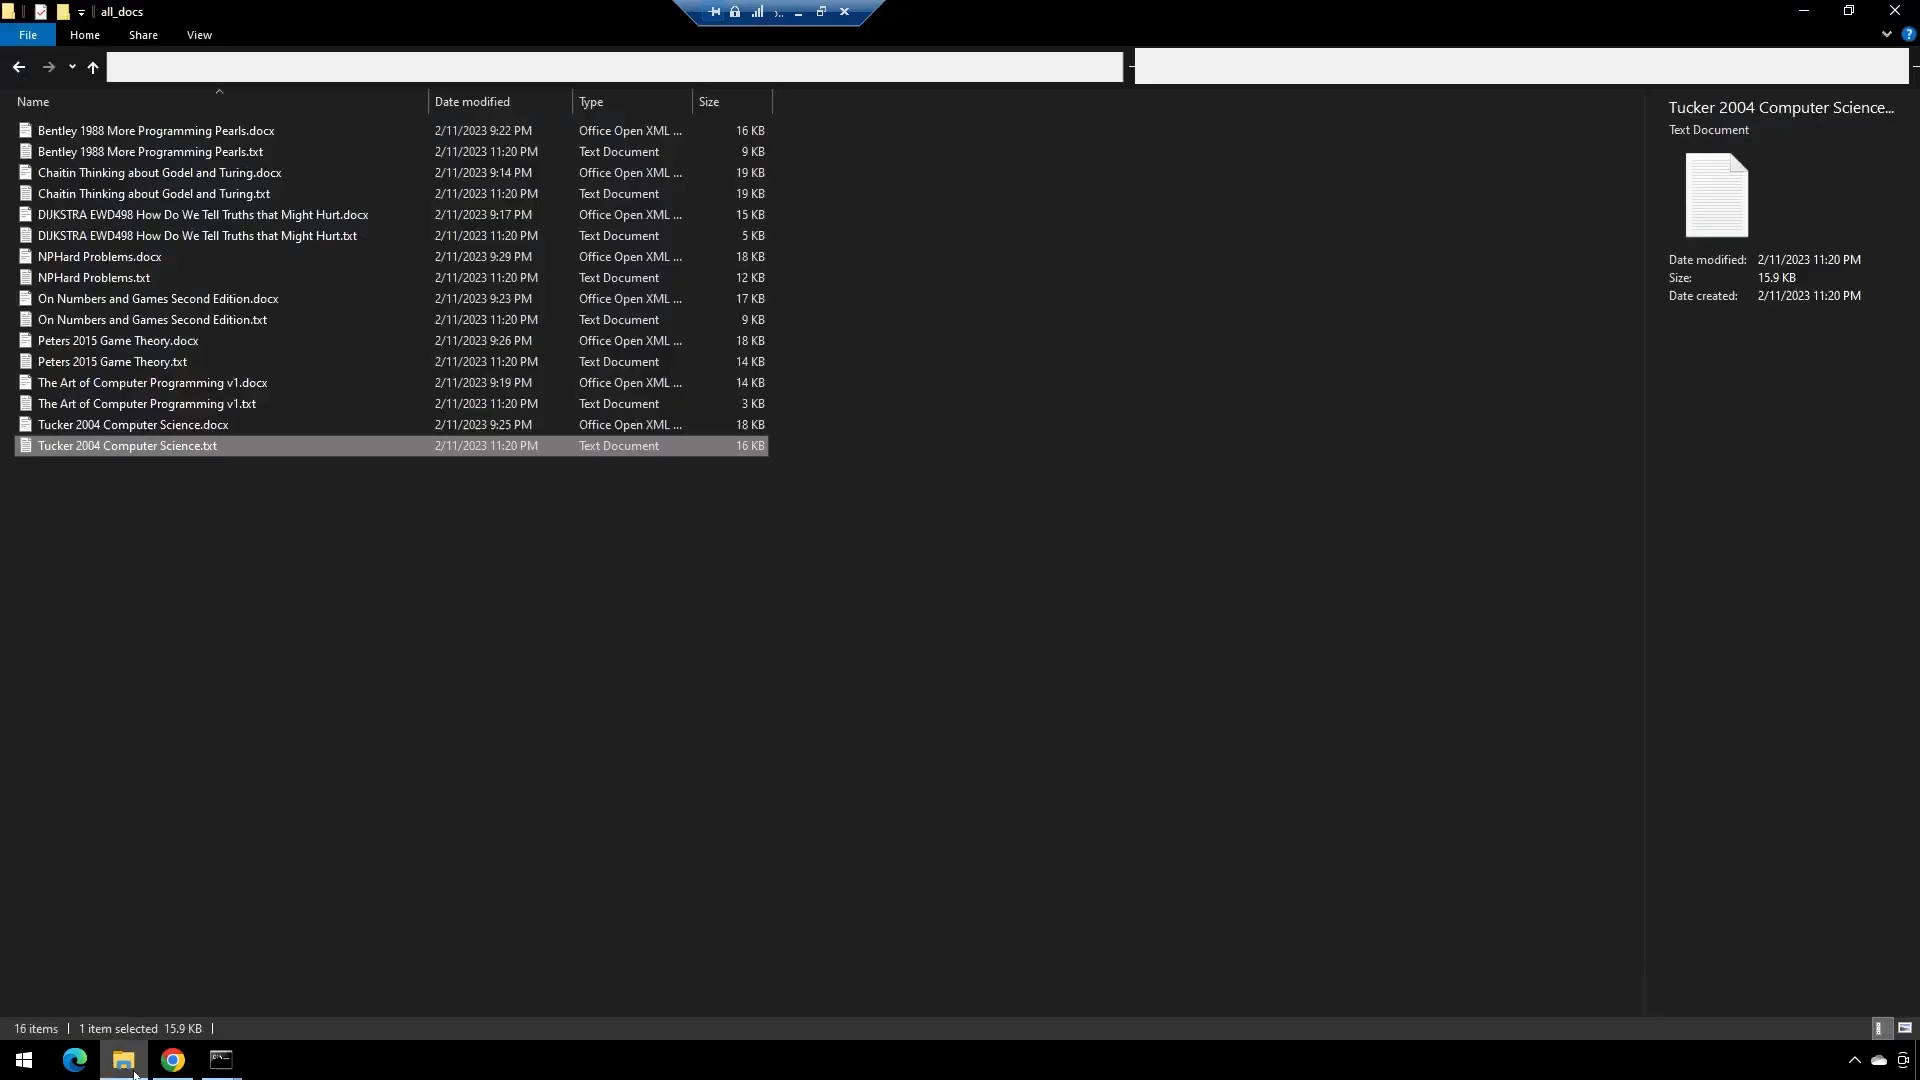 all_docs
File Home Share View
Name Date modified Type Size
Bentley 1988 More Programming Pearls.docx 2/11/2023 9:22 PM Office Open XML ... 16 KB
Bentley 1988 More Programming Pearls.txt 2/11/2023 11:20 PM Text Document 9 KB
Chaitin Thinking about Godel and Turing.docx 2/11/2023 9:14 PM Office Open XML ... 19 KB
Chaitin Thinking about Godel and Turing.txt 2/11/2023 11:20 PM Text Document 19 KB
DIJKSTRA EWD498 How Do We Tell Truths that Might Hurt.docx 2/11/2023 9:17 PM Office Open XML ... 15 KB
DIJKSTRA EWD498 How Do We Tell Truths that Might Hurt.txt 2/11/2023 11:20 PM Text Document 5 KB
NPHard Problems.docx 2/11/2023 9:29 PM Office Open XML ... 18 KB
NPHard Problems.txt 2/11/2023 11:20 PM Text Document 12 KB
On Numbers and Games Second Edition.docx 2/11/2023 9:23 PM Office Open XML ... 17 KB
On Numbers and Games Second Edition.txt 2/11/2023 11:20 PM Text Document 9 KB
Peters 2015 Game Theory.docx 2/11/2023 9:26 PM Office Open XML ... 18 KB
Peters 2015 Game Theory.txt 2/11/2023 11:20 PM Text Document 14 KB
The Art of Computer Programming v1.docx 2/11/2023 9:19 PM Office Open XML ... 14 KB
The Art of Computer Programming v1.txt 2/11/2023 11:20 PM Text Document 3 KB
Tucker 2004 Computer Science.docx 2/11/2023 9:25 PM Office Open XML ... 18 KB
Tucker 2004 Computer Science.txt 2/11/2023 11:20 PM Text Document 16 KB
Tucker 2004 Computer Science...
Text Document
Date modified: 2/11/2023 11:20 PM
Size: 15.9 KB
Date created: 2/11/2023 11:20 PM
16 items 1 item selected 15.9 KB